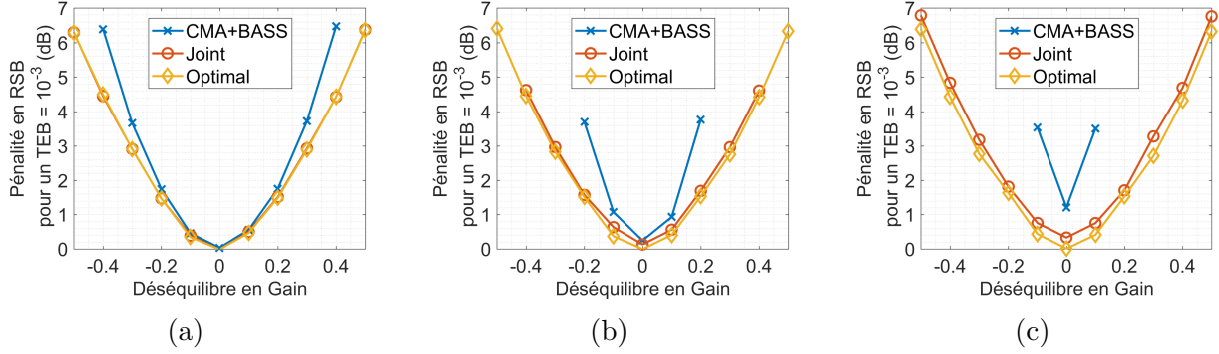 7
6
5
4
3
2
1
0
Pénalité en RSB
pour un TEB = 10^-3 (dB)
CMA+BASS
Joint
Optimal
-0.4
-0.2
0
0.2
0.4
Déséquilibre en Gain
(a)
7
6
5
4
3
2
1
0
Pénalité en RSB
pour un TEB = 10^-3 (dB)
CMA+BASS
Joint
Optimal
-0.4
-0.2
0
0.2
0.4
Déséquilibre en Gain
(b)
7
6
5
4
3
2
1
0
Pénalité en RSB
pour un TEB = 10^-3 (dB)
CMA+BASS
Joint
Optimal
-0.4
-0.2
0
0.2
0.4
Déséquilibre en Gain
(c)